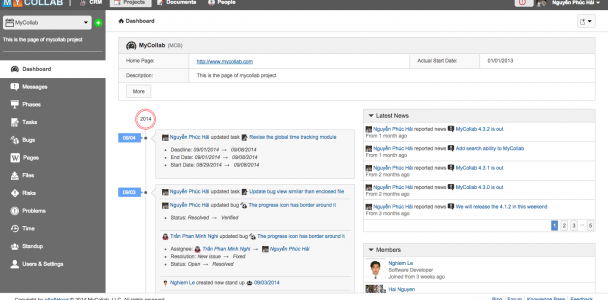 MYCOLLAB
CRM
Projects
Documents
People
Nguyễn Phúc Hải
MyCollab
This is the page of mycollab project
Dashboard
Messages
Phases
Tasks
Bugs
Pages
Files
Risks
Problems
Time
Standup
Users & Settings
Dashboard
MyCollab (MCB)
Home Page:
http://www.mycollab.com
Actual Start Date:
01/01/2013
Description:
This is the page of mycollab project
More
2014
09/04
Nguyễn Phúc Hải updated task Revise the global time tracking module
Deadline: 09/01/2014 → 09/08/2014
End Date: 09/01/2014 → 09/08/2014
Start Date: 08/29/2014 → 09/08/2014
09/03
Nguyễn Phúc Hải updated task Update bug view similar than enclosed file
Nguyễn Phúc Hải updated bug The progress icon has border around it
Status: Resolved → Verified
Trần Phan Minh Nghi updated bug The progress icon has border around it
Assignee: Trần Phan Minh Nghi → Nguyễn Phúc Hải
Resolution: New issue → Fixed
Status: Open → Resolved
Nghiem Le created new stand up 09/03/2014
Latest News
Nguyễn Phúc Hải reported news MyCollab 4.3.2 is out
From 1 month ago
Nguyễn Phúc Hải reported news Add search ability to MyCollab
From 1 month ago
Nguyễn Phúc Hải reported news MyCollab 4.3.1 is out
From 2 months ago
Nguyễn Phúc Hải reported news MyCollab 4.3.0 is out
From 2 months ago
Nguyễn Phúc Hải reported news We will release the 4.1.2 in this weekend
From 3 months ago
1 2 3 ... 5
Members
Nghiem Le
Software Developer
Joined from 3 weeks ago
Hai Nguyen
© 2014 MyCollab, LLC. All rights reserved.
Blog Forum Knowledge Base Feedback